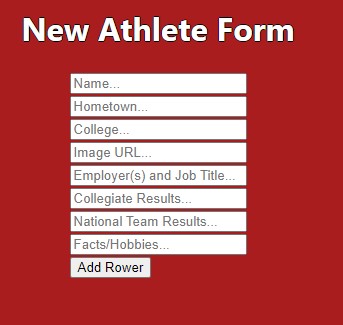 New Athlete Form
Name...
Hometown...
College...
Image URL...
Employer(s) and Job Title...
Collegiate Results...
National Team Results...
Facts/Hobbies...
Add Rower